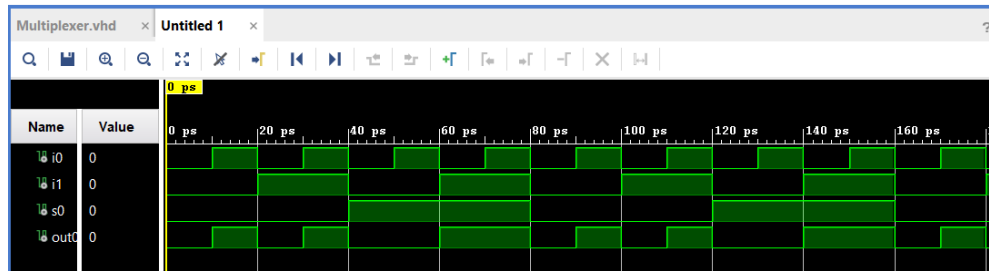 Multiplexer.vhd × Untitled 1 ×
?
0 ps
Name Value
0 ps 20 ps 40 ps 60 ps 80 ps 100 ps 120 ps 140 ps 160 ps
i0 0
i1 0
s0 0
out0 0